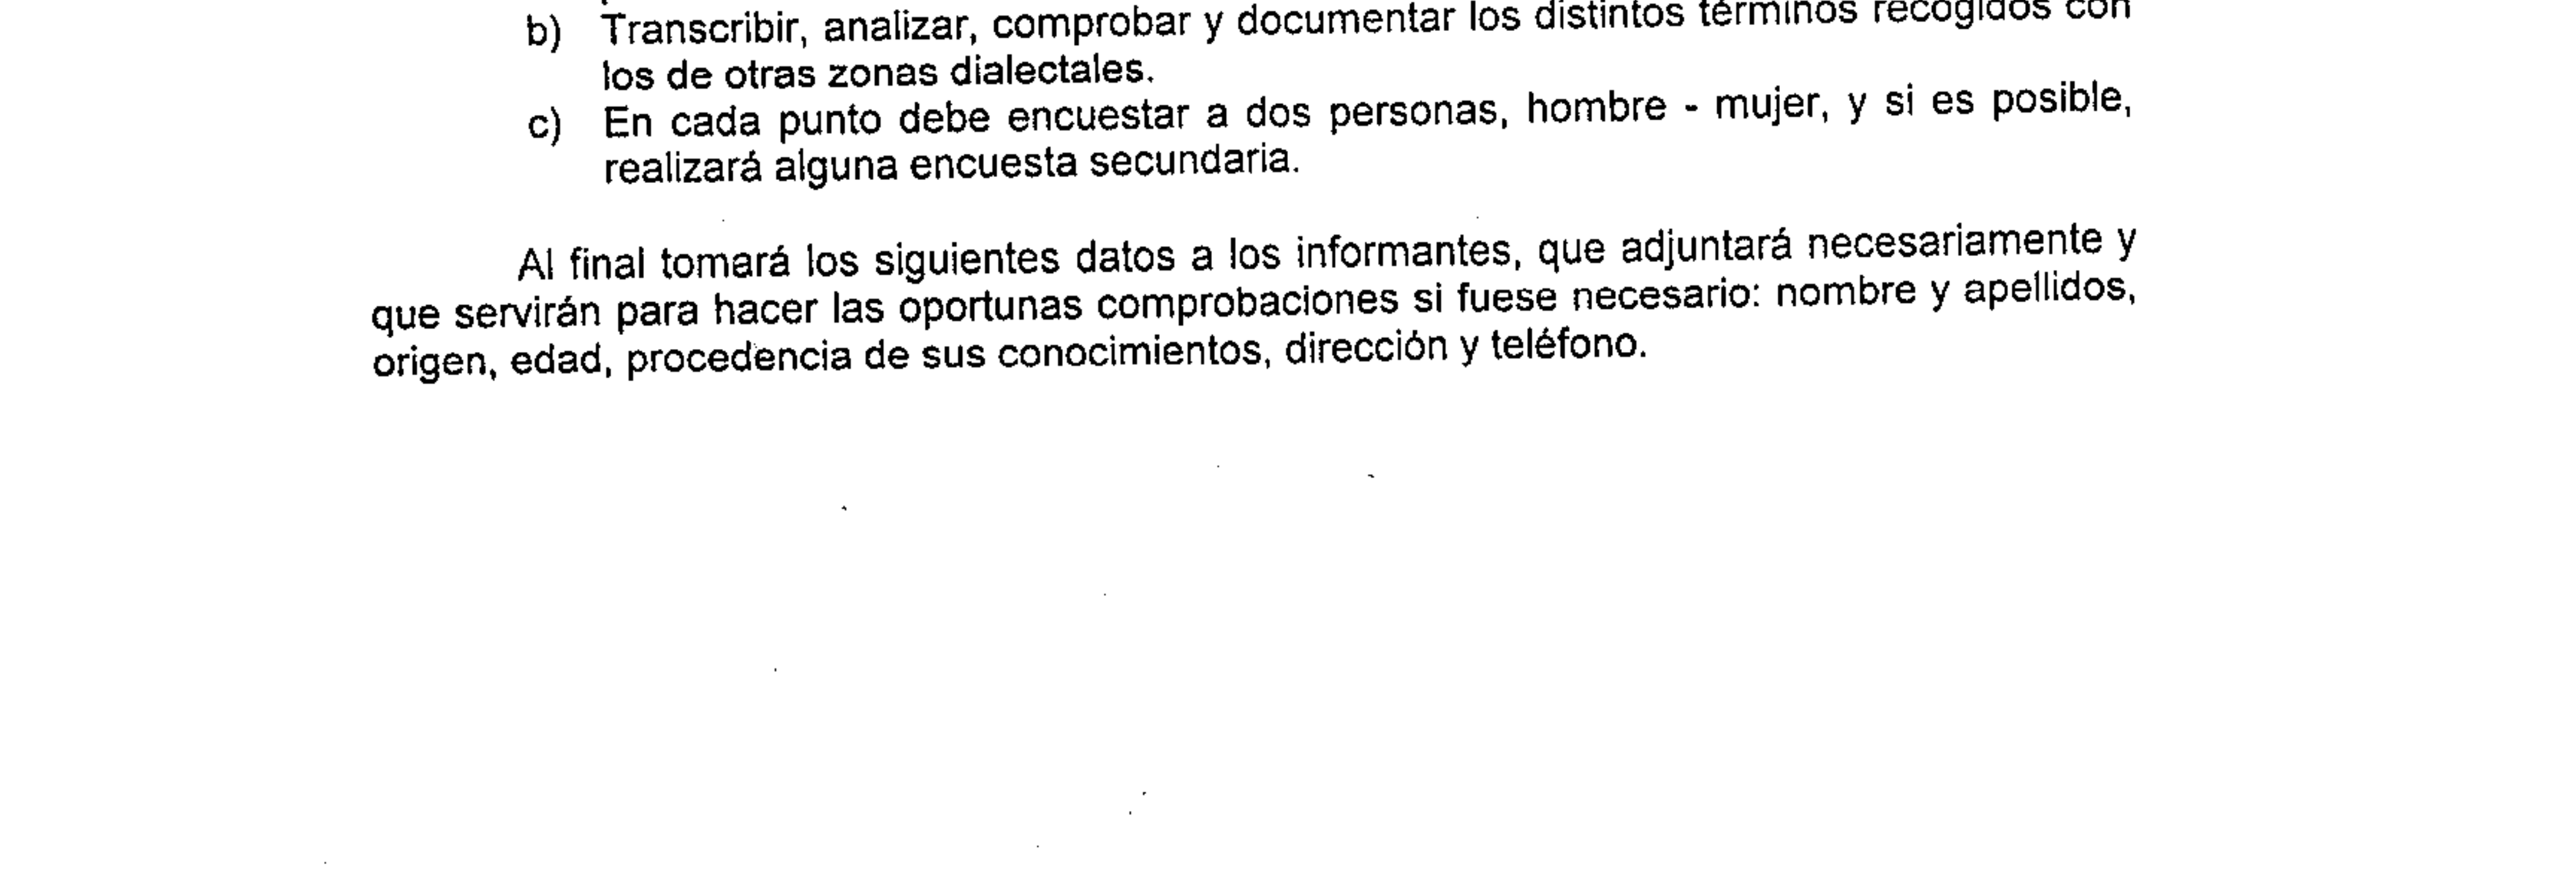 b) Transcribir, analizar, comprobar y documentar los distintos términos recogidos con
los de otras zonas dialectales.
c) En cada punto debe encuestar a dos personas, hombre - mujer, y si es posible,
realizará alguna encuesta secundaria.
Al final tomará los siguientes datos a los informantes, que adjuntará necesariamente y
que servirán para hacer las oportunas comprobaciones si fuese necesario: nombre y apellidos,
origen, edad, procedencia de sus conocimientos, dirección y teléfono.